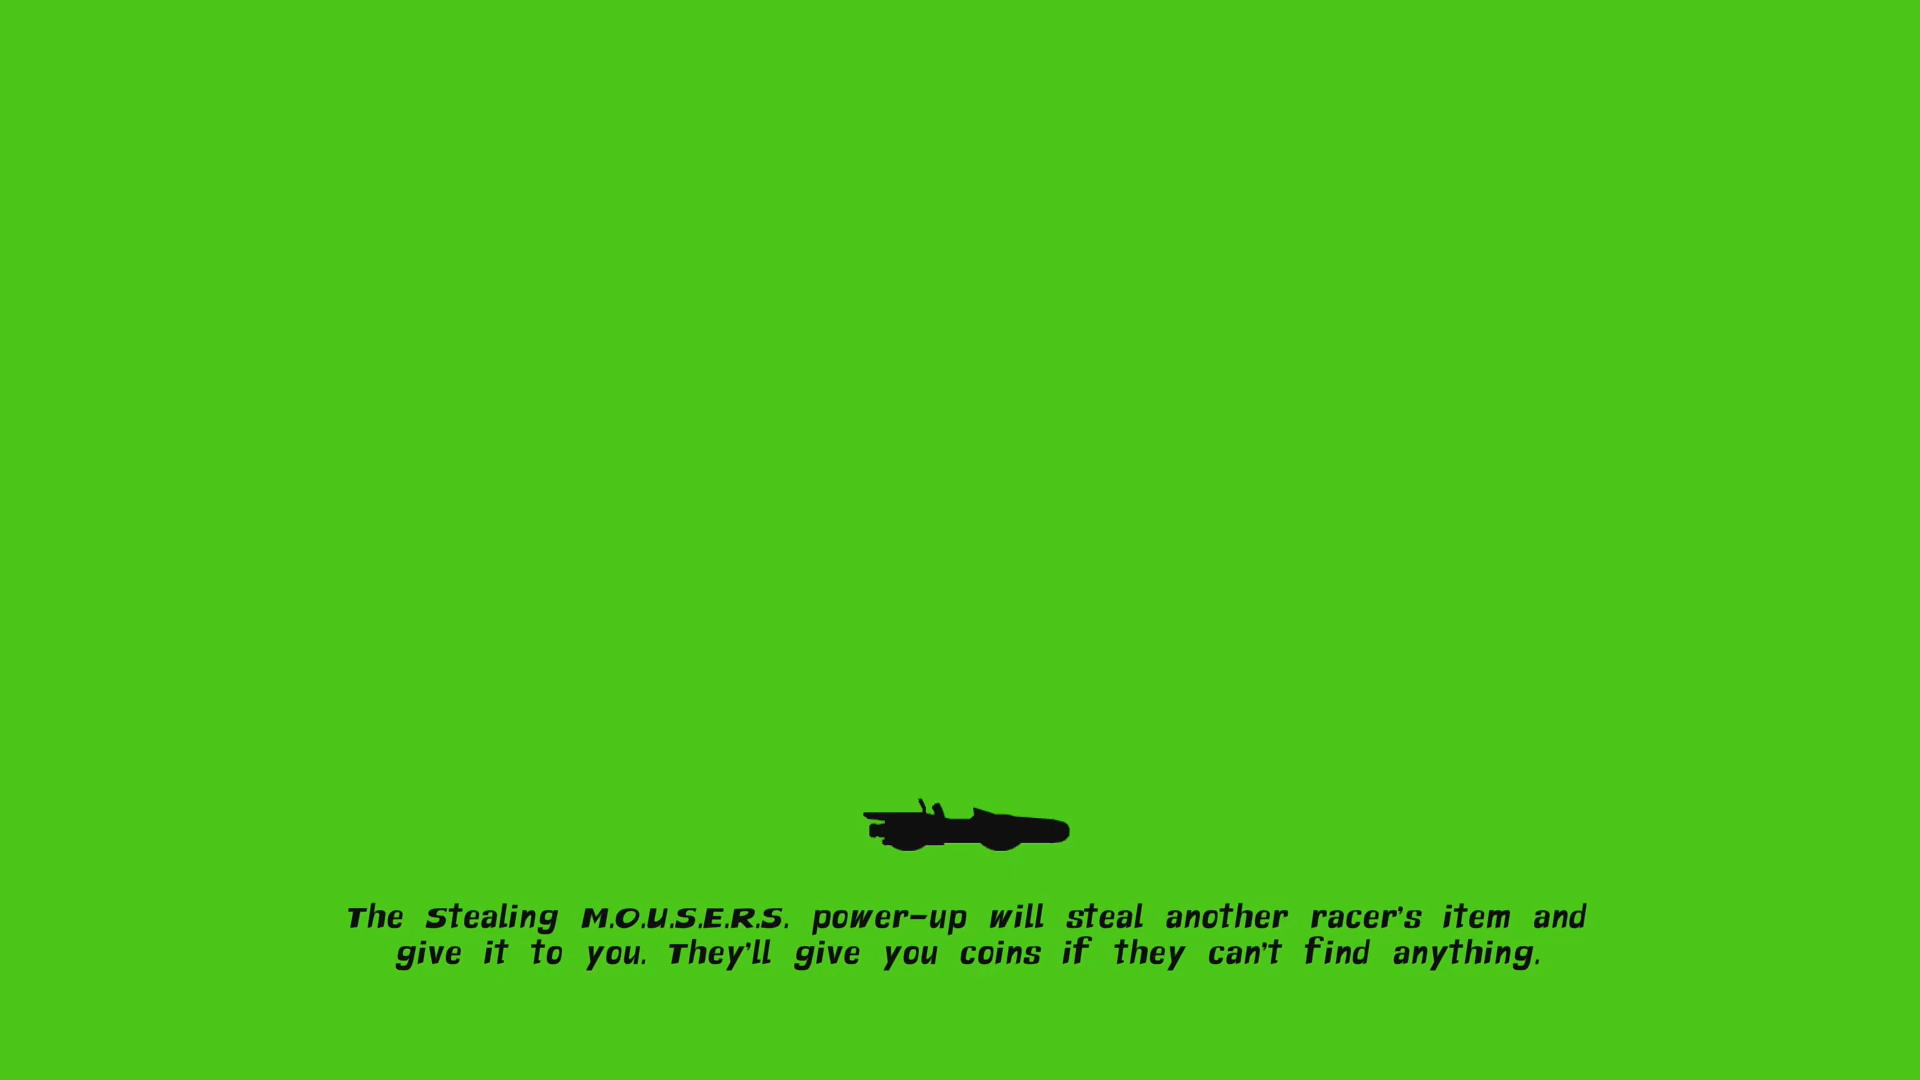 The Stealing M.O.U.S.E.R.S. power-up will steal another racer's item and
give it to you. They'll give you coins if they can't find anything.